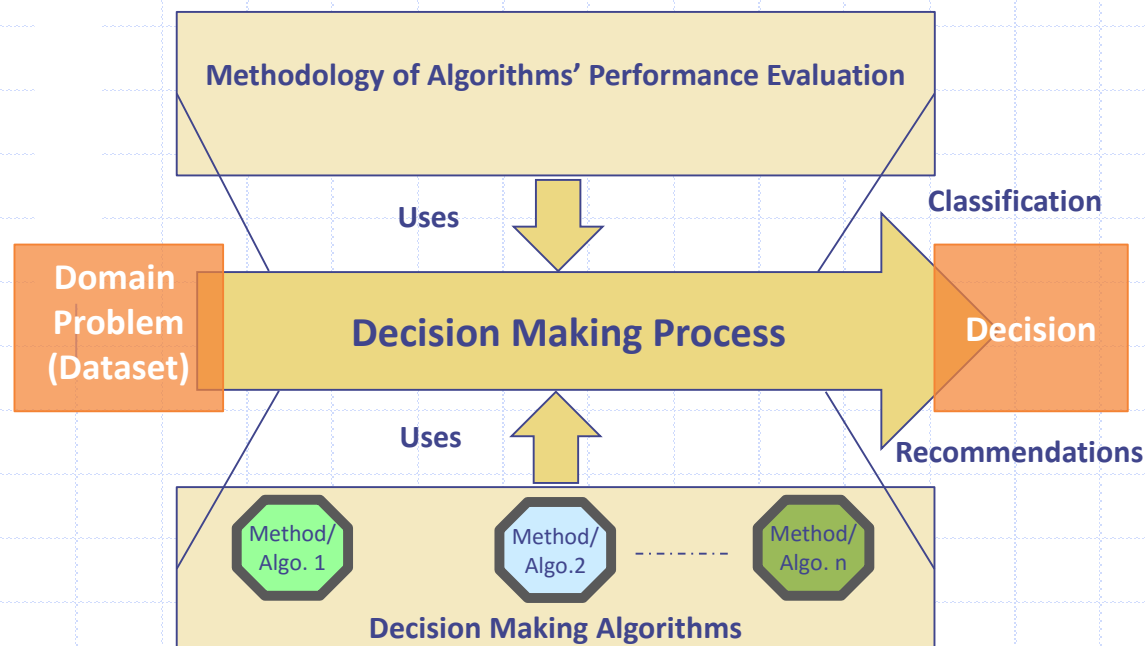 Methodology of Algorithms’ Performance Evaluation
Uses
Classification
Domain
Problem
(Dataset)
Decision Making Process
Decision
Uses
Recommendations
Method/
Algo. 1
Method/
Algo.2
Method/
Algo. n
Decision Making Algorithms